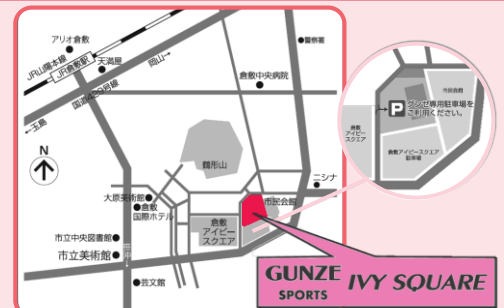 アリオ倉敷
JR山陽本線
JR倉敷駅
天満屋
岡山→
国道429号線
←玉島
警察署
倉敷中央病院
N
鶴形山
ニシナ
大原美術館
倉敷
国際ホテル
市民会館
倉敷
アイビー
スクエア
市立中央図書館
市立美術館
芸文館
市民会館
P
グンゼ専用駐車場を
ご利用ください。
倉敷
アイビー
スクエア
倉敷アイビースクエア
駐車場
GUNZE
SPORTS
IVY SQUARE